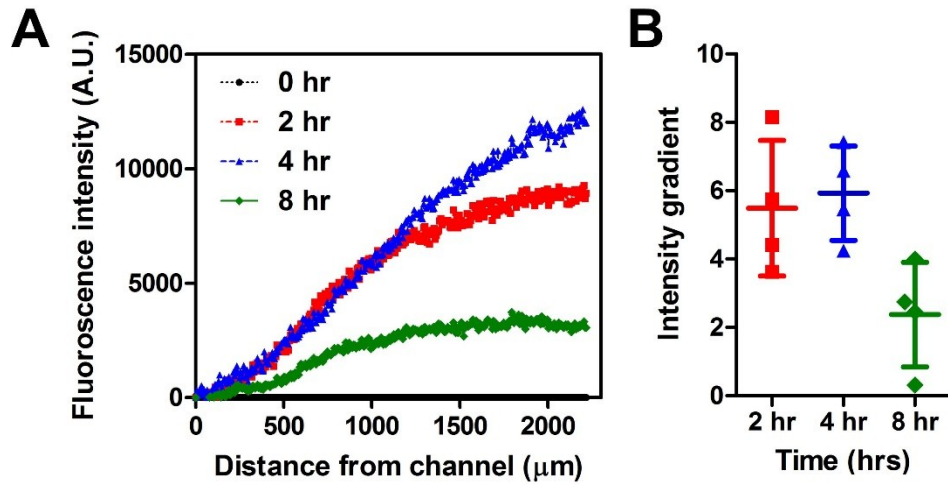 A
Fluoroscence intensity (A.U.)
15000
10000
5000
0
0 hr
2 hr
4 hr
8 hr
0 500 1000 1500 2000
Distance from channel (μm)
B
Intensity gradient
10
8
6
4
2
0
2 hr 4 hr 8 hr
Time (hrs)